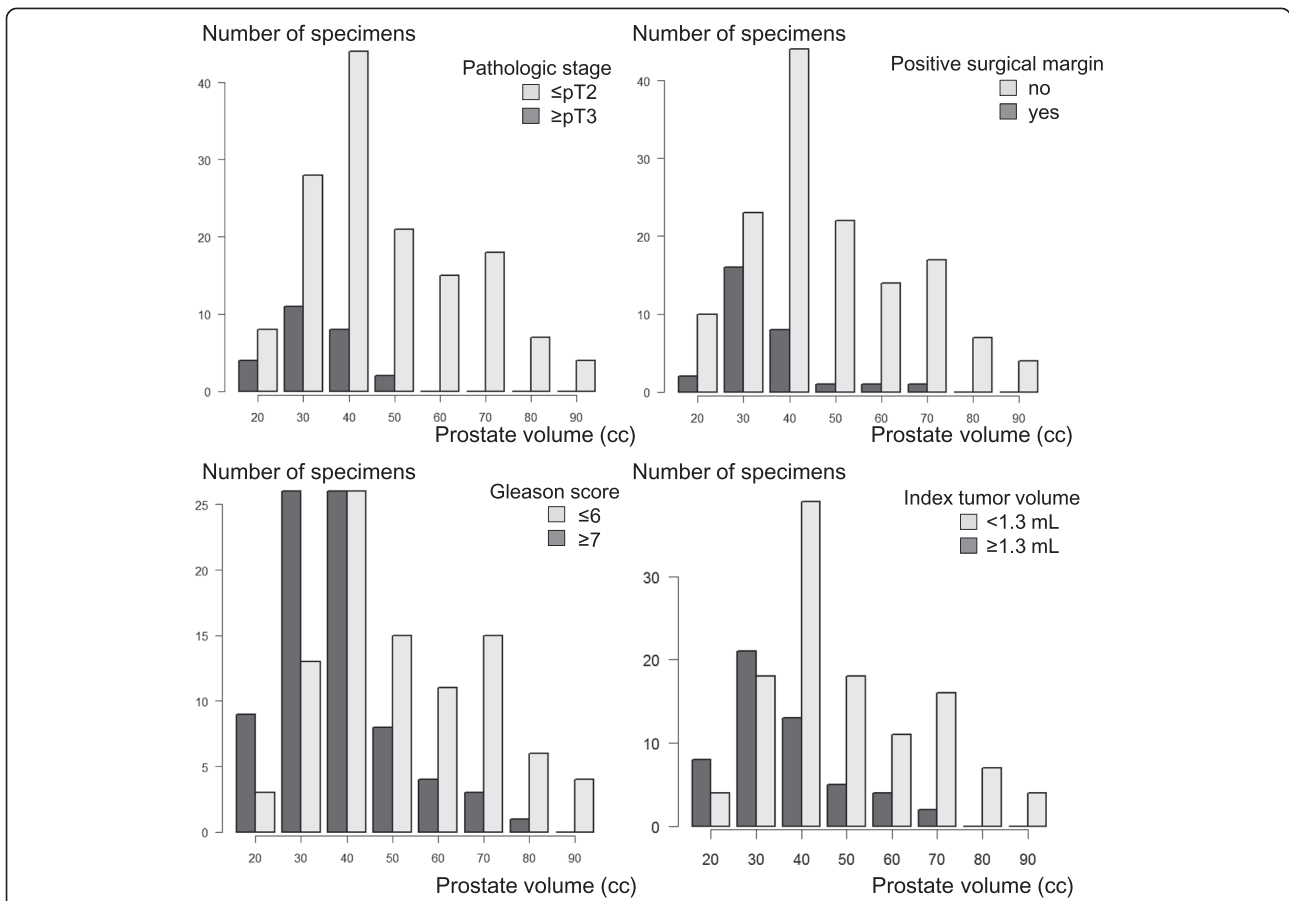 Number of specimens
Pathologic stage
≤pT2
≥pT3
40
30
20
10
0
20 30 40 50 60 70 80 90
Prostate volume (cc)
Number of specimens
Positive surgical margin
no
yes
40
30
20
10
0
20 30 40 50 60 70 80 90
Prostate volume (cc)
Number of specimens
Gleason score
≤6
≥7
25
20
15
10
5
0
20 30 40 50 60 70 80 90
Prostate volume (cc)
Number of specimens
Index tumor volume
<1.3 mL
≥1.3 mL
30
20
10
0
20 30 40 50 60 70 80 90
Prostate volume (cc)